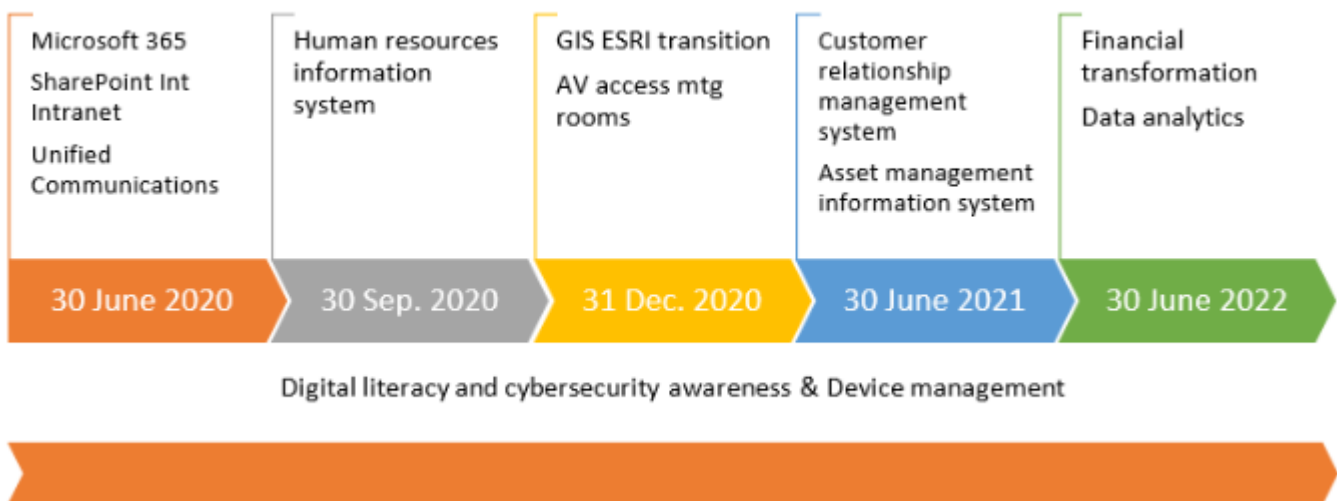 Microsoft 365
SharePoint Int
Intranet
Unified
Communications
Human resources
information
system
GIS ESRI transition
AV access mtg
rooms
Customer
relationship
management
system
Asset management
information system
Financial
transformation
Data analytics
30 June 2020
30 Sep. 2020
31 Dec. 2020
30 June 2021
30 June 2022
Digital literacy and cybersecurity awareness & Device management